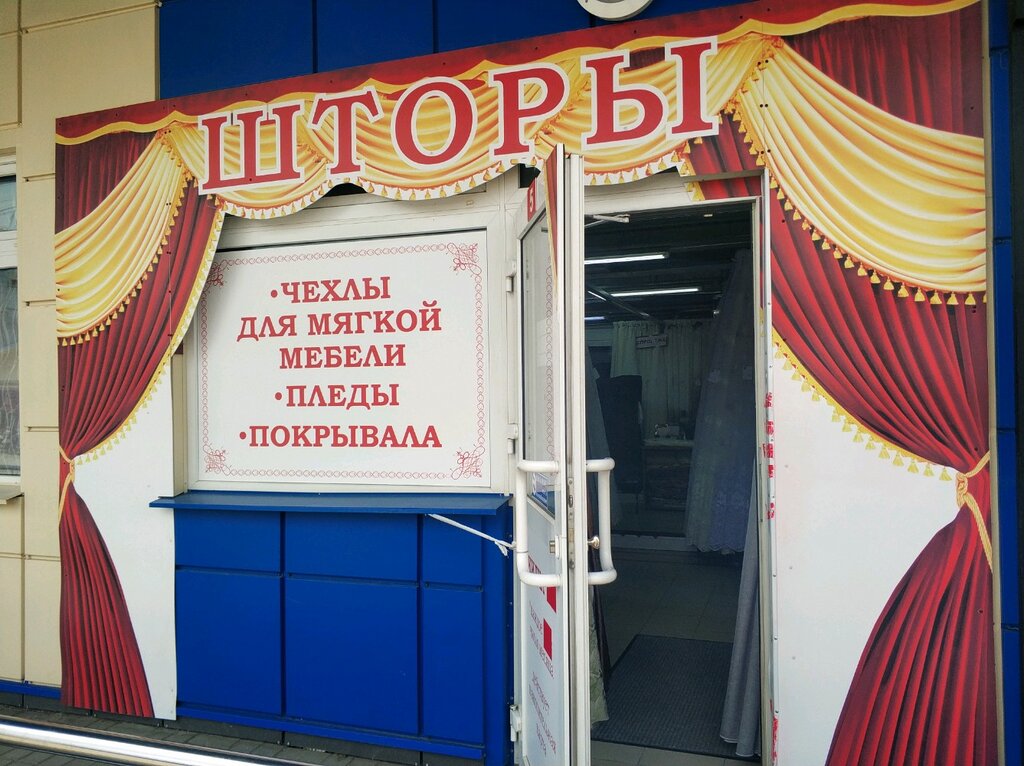 ШТОРЫ
•ЧЕХЛЫ
ДЛЯ МЯГКОЙ
МЕБЕЛИ
•ПЛЕДЫ
•ПОКРЫВАЛА